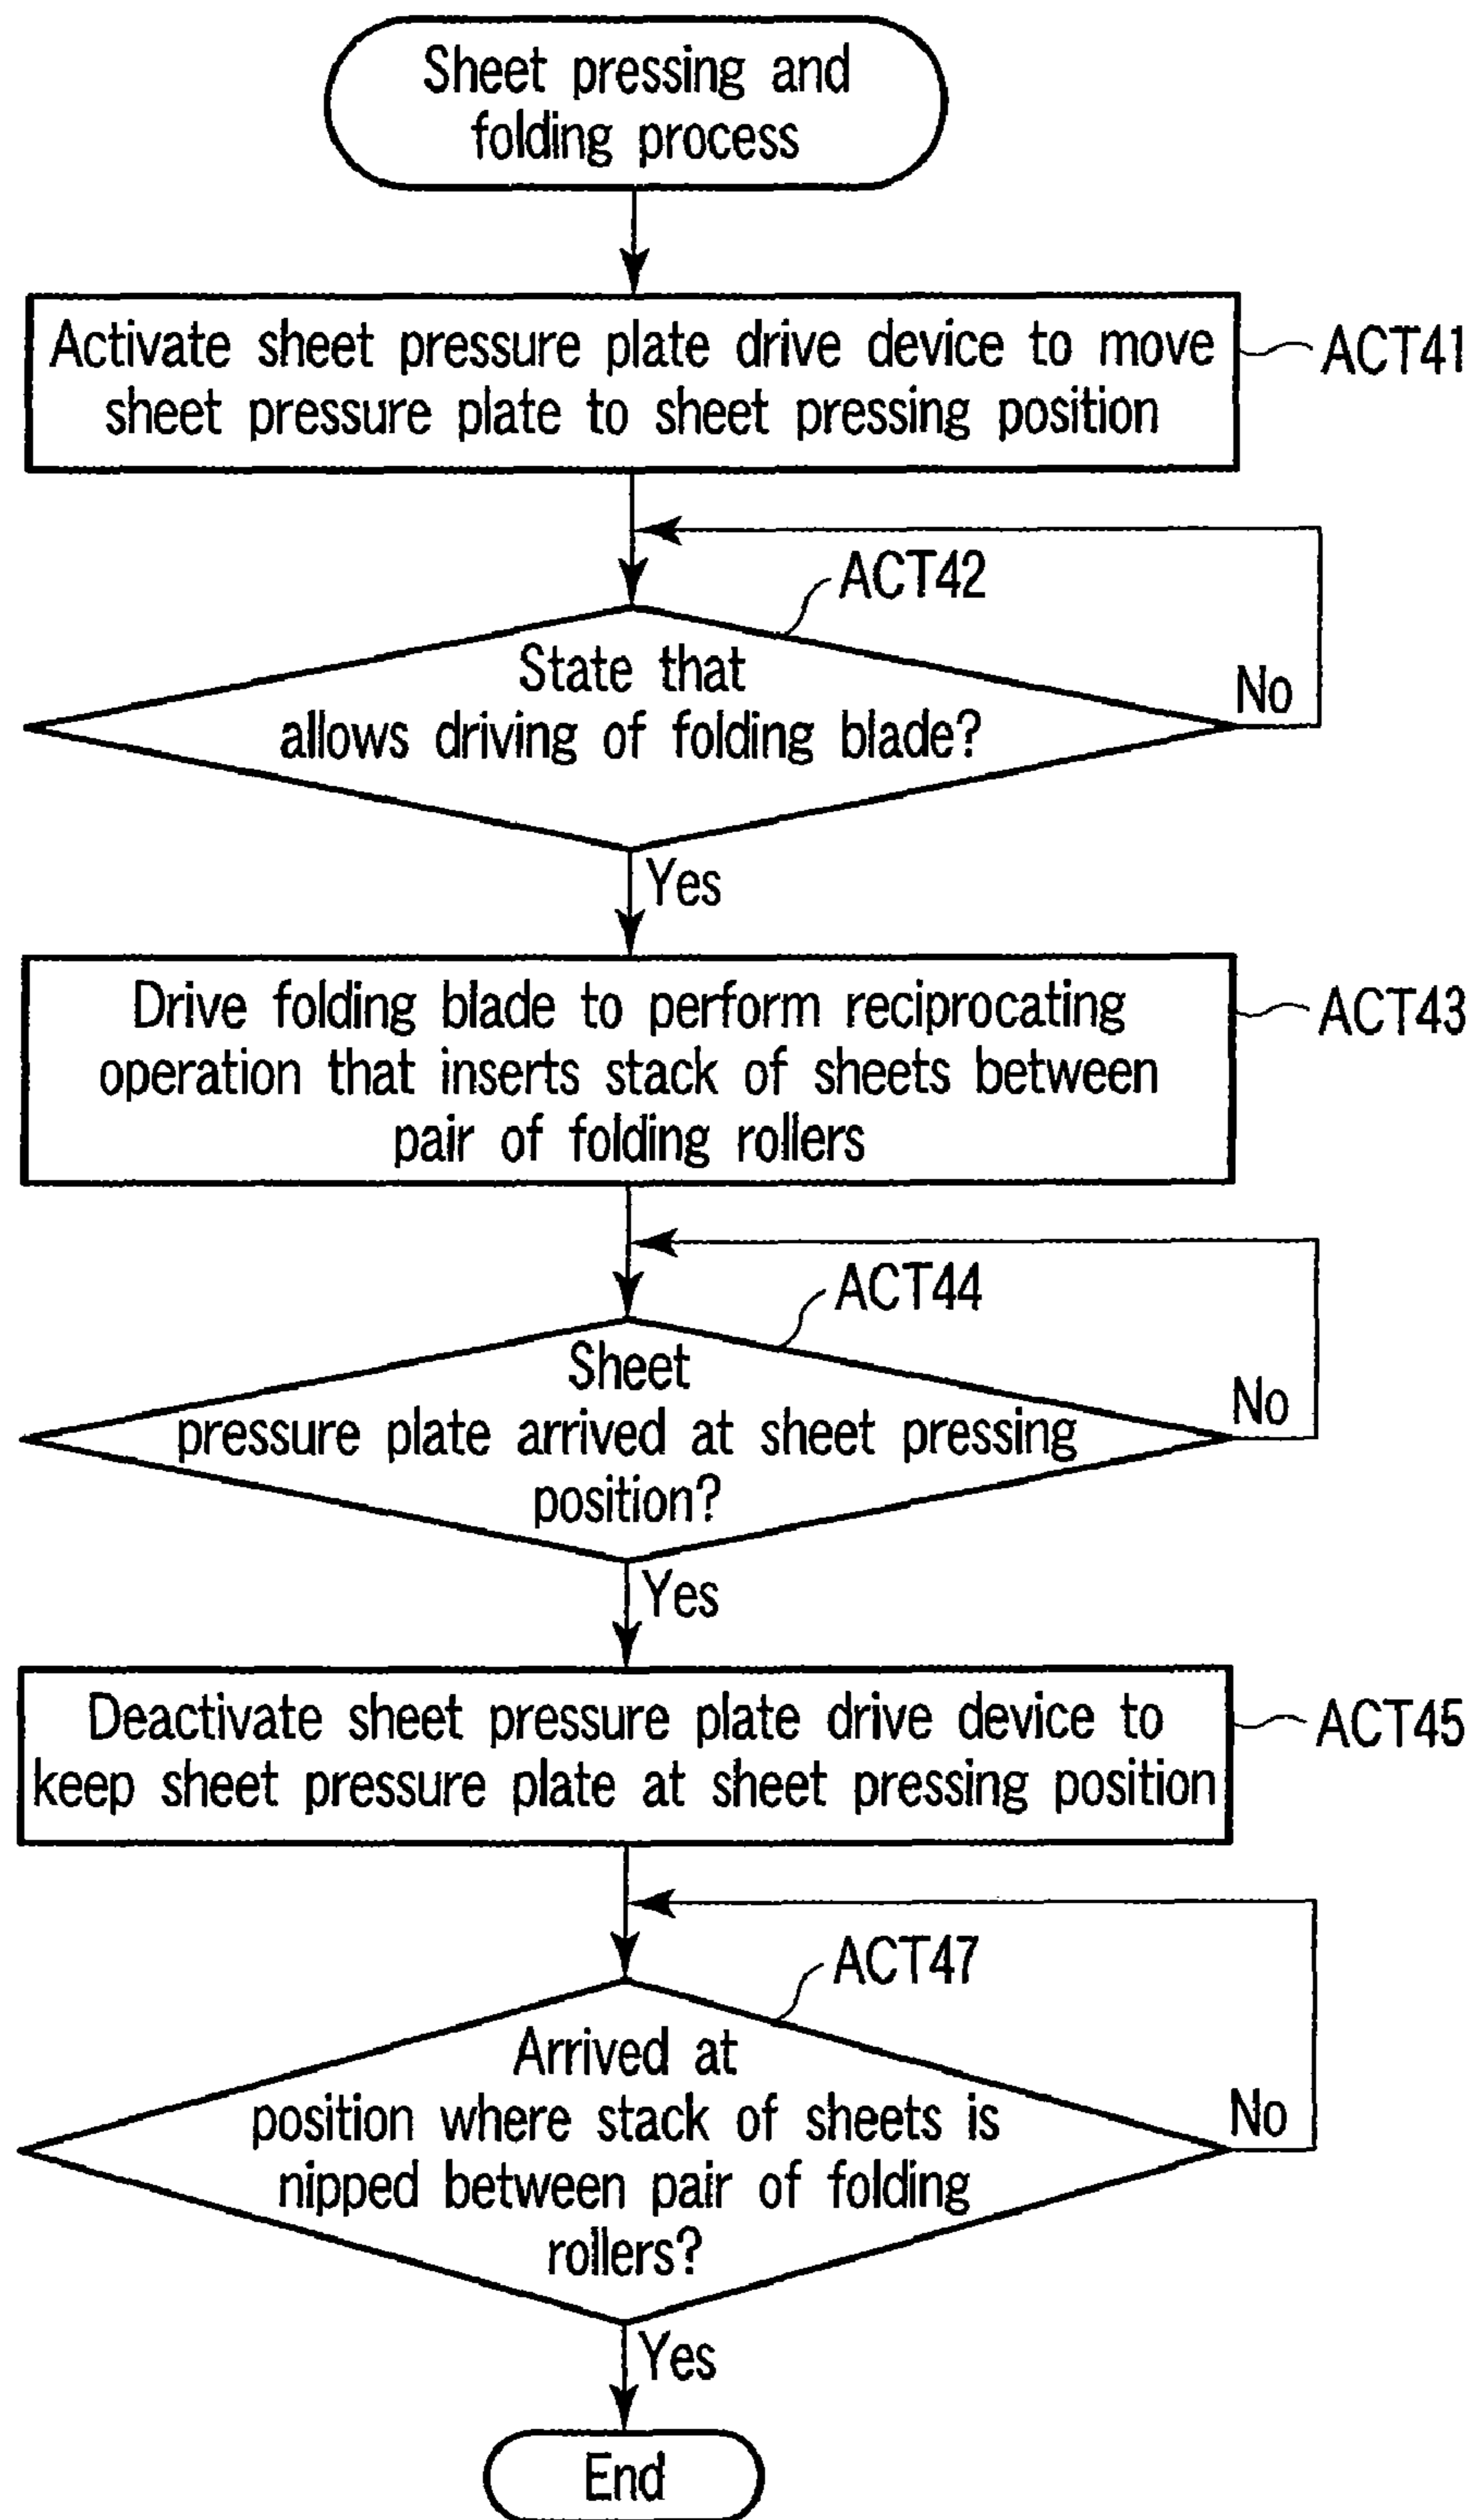 Sheet pressing and
folding process
Activate sheet pressure plate drive device to move
sheet pressure plate to sheet pressing position
ACT41
ACT42
State that
allows driving of folding blade?
No
Yes
Drive folding blade to perform reciprocating
operation that inserts stack of sheets between
pair of folding rollers
ACT43
ACT44
Sheet
pressure plate arrived at sheet pressing
position?
No
Yes
Deactivate sheet pressure plate drive device to
keep sheet pressure plate at sheet pressing position
ACT45
ACT47
Arrived at
position where stack of sheets is
nipped between pair of folding
rollers?
No
Yes
End